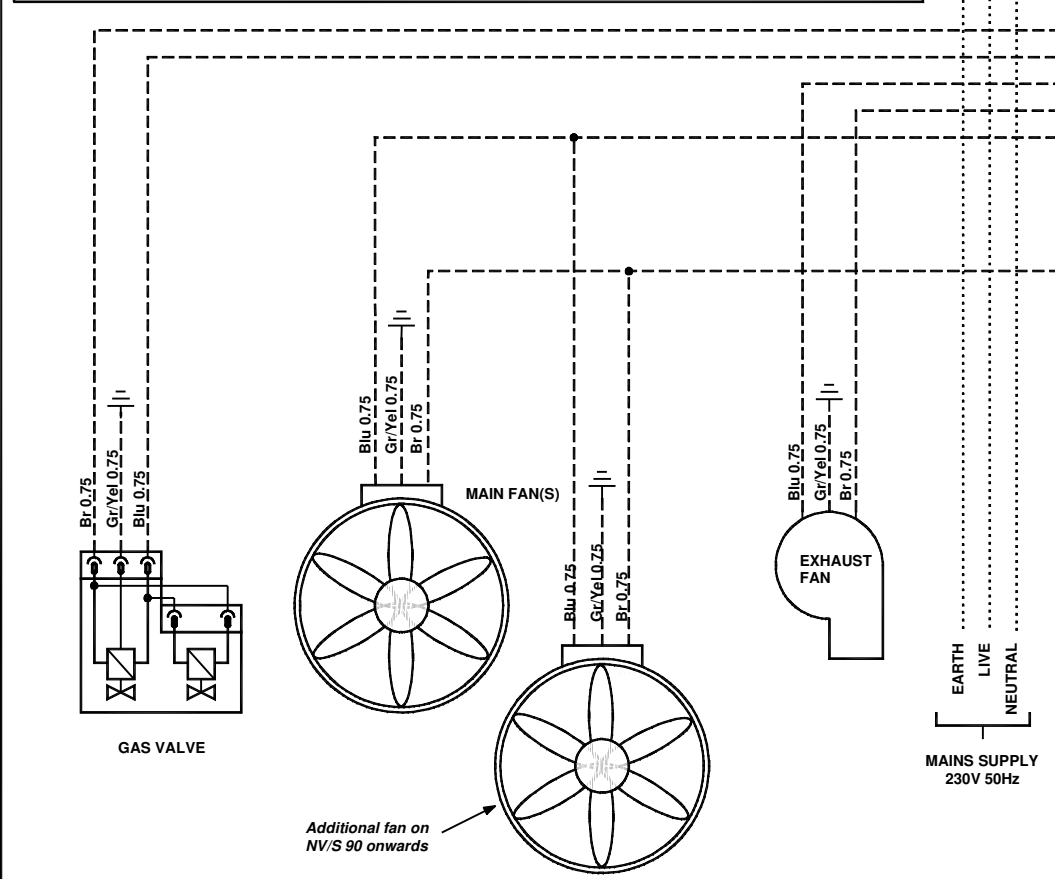 Br 0.75
Gr/Yel 0.75
Blu 0.75
GAS VALVE
Blu 0.75
Gr/Yel 0.75
Br 0.75
MAIN FAN(S)
Blu 0.75
Gr/Yel 0.75
Br 0.75
Additional fan on
NV/S 90 onwards
Blu 0.75
Gr/Yel 0.75
Br 0.75
EXHAUST
FAN
EARTH
LIVE
NEUTRAL
MAINS SUPPLY
230V 50Hz